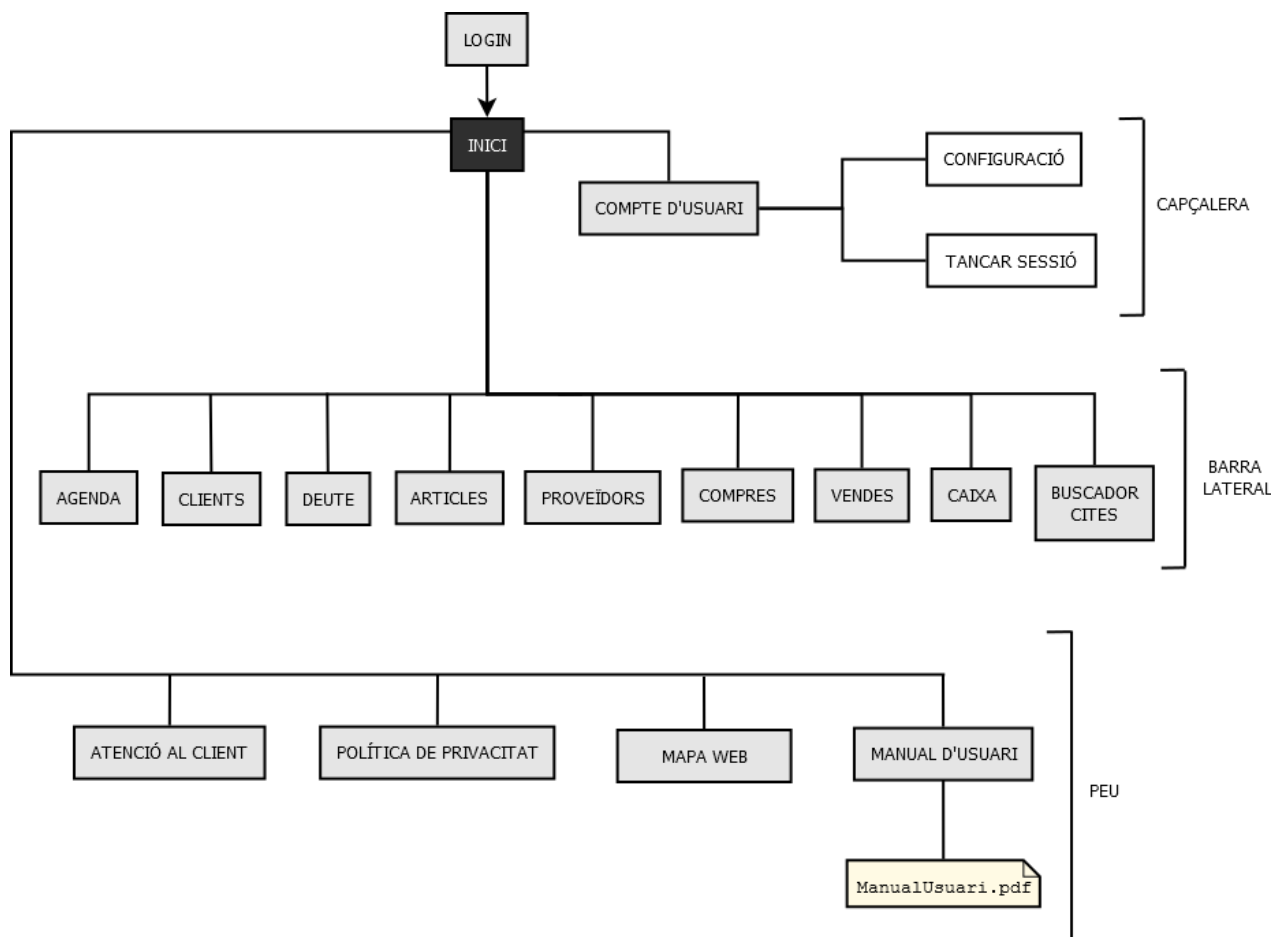 LOGIN
INICI
CONFIGURACIÓ
COMPTE D'USUARI
CAPÇALERA
TANCAR SESSIÓ
BARRA
LATERAL
AGENDA
CLIENTS
DEUTE
ARTICLES
PROVEÏDORS
COMPRES
VENDES
CAIXA
BUSCADOR
CITES
ATENCIÓ AL CLIENT
POLÍTICA DE PRIVACITAT
MAPA WEB
MANUAL D'USUARI
PEU
ManualUsuari.pdf